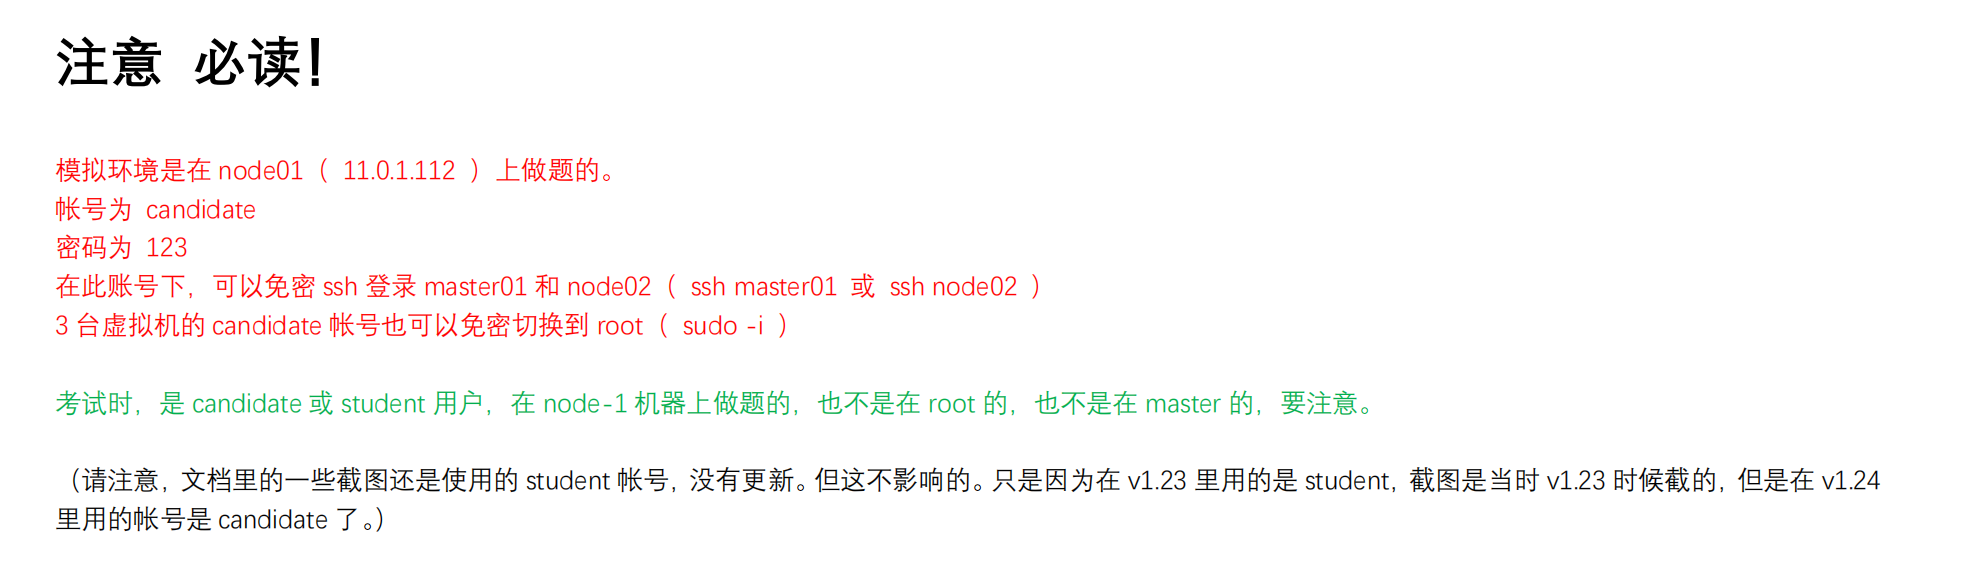 注意 必读！
模拟环境是在 node01（ 11.0.1.112 ）上做题的。
帐号为 candidate
密码为 123
在此账号下，可以免密 ssh 登录 master01 和 node02（ ssh master01 或 ssh node02 ）
3 台虚拟机的 candidate 帐号也可以免密切换到 root（ sudo -i ）
考试时，是 candidate 或 student 用户，在 node-1 机器上做题的，也不是在 root 的，也不是在 master 的，要注意。
（请注意，文档里的一些截图还是使用的 student 帐号，没有更新。但这不影响的。只是因为在 v1.23 里用的是 student，截图是当时 v1.23 时候截的，但是在 v1.24
里用的帐号是 candidate 了。）